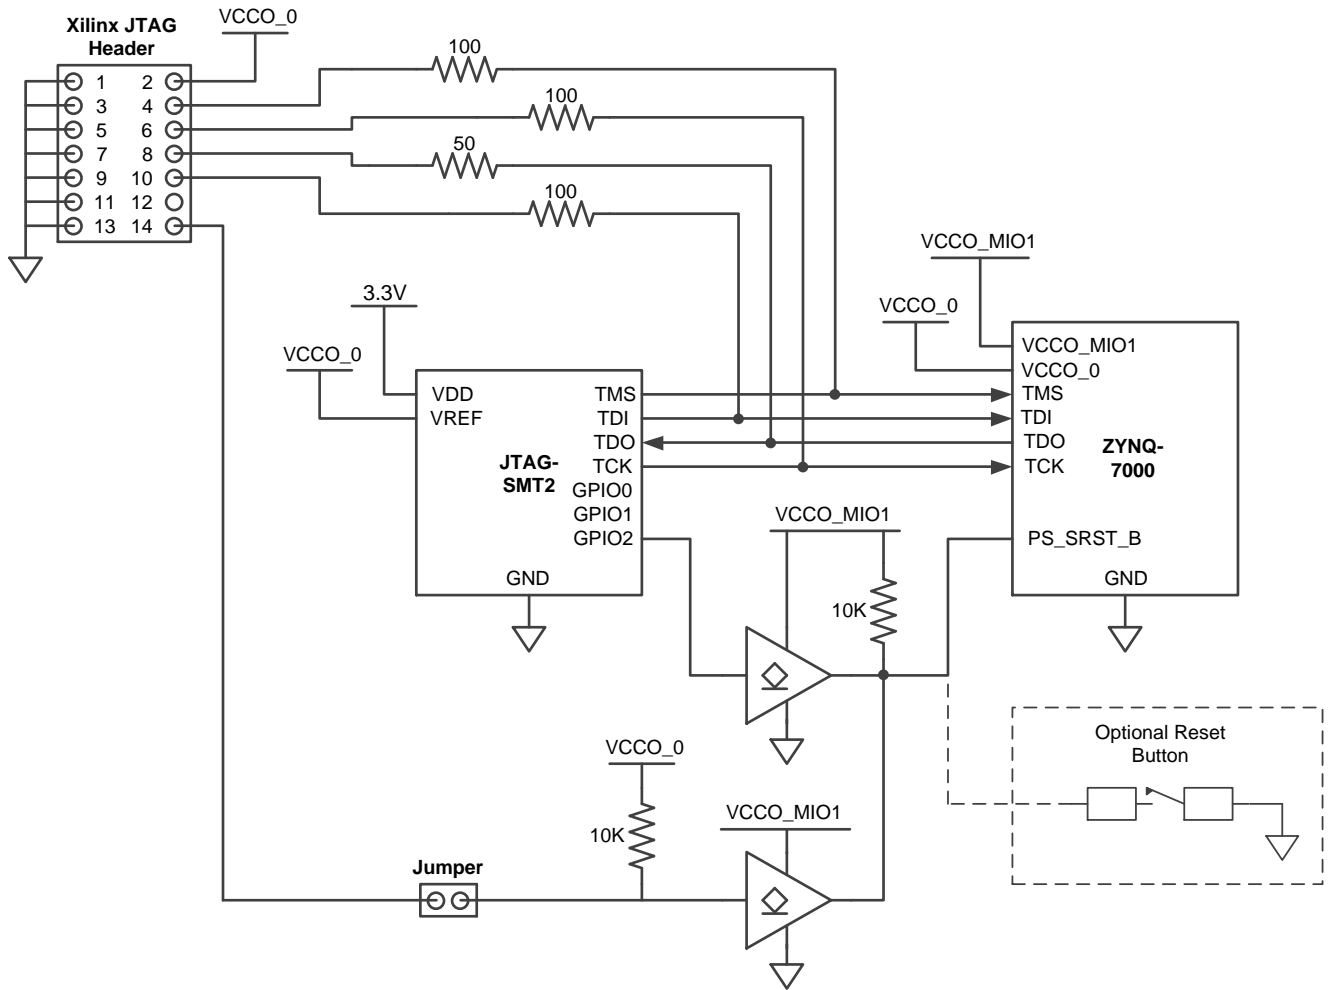 Xilinx JTAG
Header
VCCO_0
1 2
3 4
5 6
7 8
9 10
11 12
13 14
100
100
50
100
3.3V
VCCO_0
VDD
VREF
JTAG-
SMT2
TMS
TDI
TDO
TCK
GPIO0
GPIO1
GPIO2
GND
VCCO_MIO1
VCCO_0
VCCO_MIO1
VCCO_0
TMS
TDI
TDO
TCK
ZYNQ-
7000
PS_SRST_B
GND
VCCO_MIO1
10K
VCCO_0
10K
VCCO_MIO1
Jumper
Optional Reset
Button